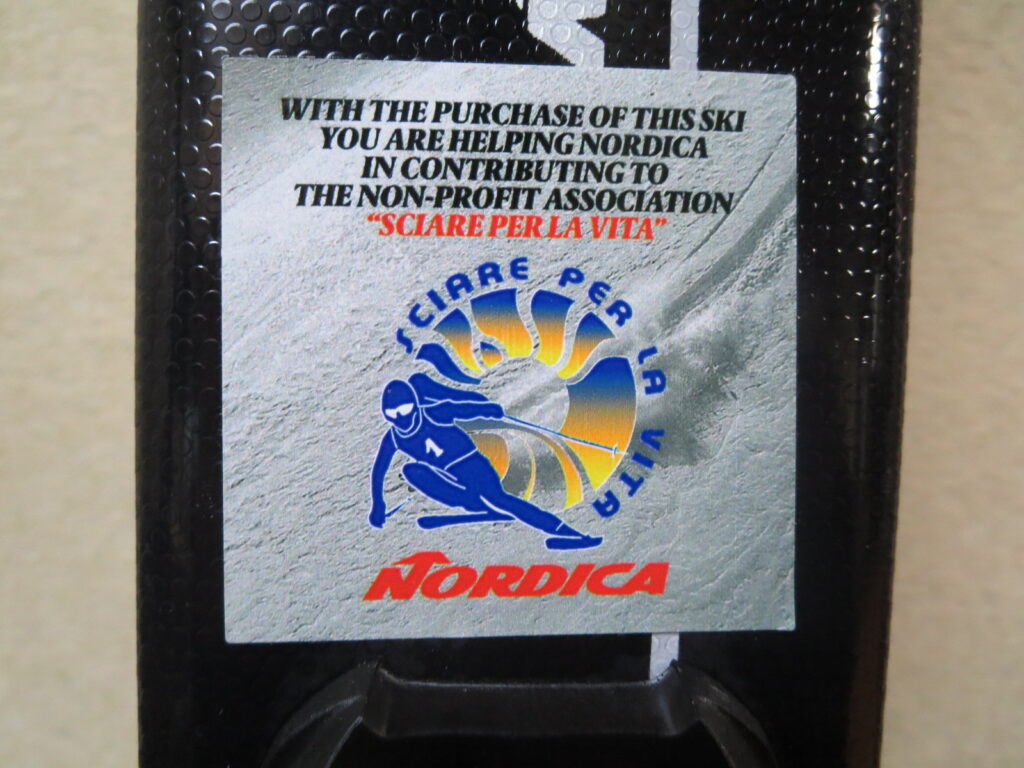 WITH THE PURCHASE OF THIS SKI
YOU ARE HELPING NORDICA
IN CONTRIBUTING TO
THE NON-PROFIT ASSOCIATION
"SCIARE PER LA VITA"
SCIARE PER LA VITA
1
NORDICA